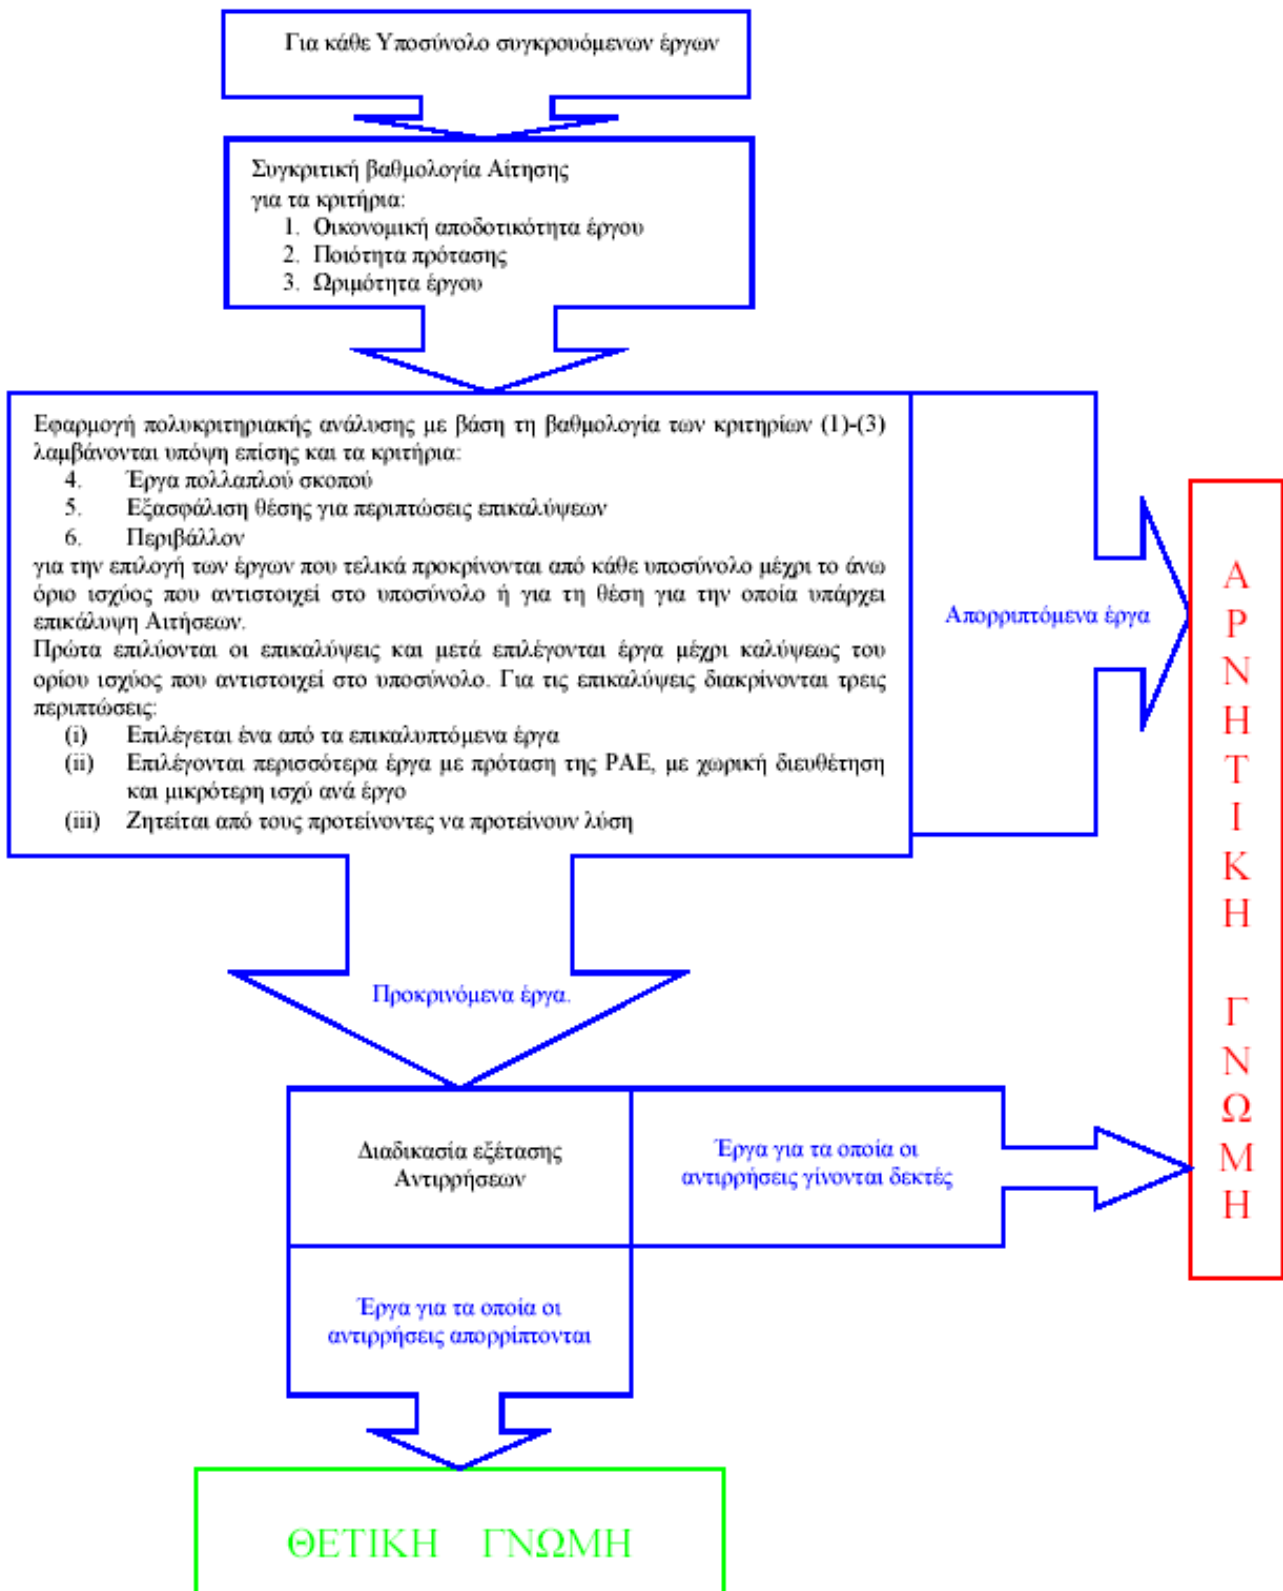 Για κάθε Υποσύνολο συγκρουόμενων έργων
Συγκριτική βαθμολογία Αίτησης
για τα κριτήρια:
1. Οικονομική αποδοτικότητα έργου
2. Ποιότητα πρότασης
3. Ωριμότητα έργου
Εφαρμογή πολυκριτηριακής ανάλυσης με βάση τη βαθμολογία των κριτηρίων (1)-(3)
λαμβάνονται υπόψη επίσης και τα κριτήρια:
4. Έργα πολλαπλού σκοπού
5. Εξασφάλιση θέσης για περιπτώσεις επικαλύψεων
6. Περιβάλλον
για την επιλογή των έργων που τελικά προκρίνονται από κάθε υποσύνολο μέχρι το άνω
όριο ισχύος που αντιστοιχεί στο υποσύνολο ή για τη θέση για την οποία υπάρχει
επικάλυψη Αιτήσεων.
Πρώτα επιλύονται οι επικαλύψεις και μετά επιλέγονται έργα μέχρι καλύψεως του
ορίου ισχύος που αντιστοιχεί στο υποσύνολο. Για τις επικαλύψεις διακρίνονται τρεις
περιπτώσεις:
(i) Επιλέγεται ένα από τα επικαλυπτόμενα έργα
(ii) Επιλέγονται περισσότερα έργα με πρόταση της ΡΑΕ, με χωρική διευθέτηση
και μικρότερη ισχύ ανά έργο
(iii) Ζητείται από τους προτείνοντες να προτείνουν λύση
Απορριπτόμενα έργα
ΑΡΝΗΤΙΚΗ ΓΝΩΜΗ
Προκρινόμενα έργα.
Διαδικασία εξέτασης
Αντιρρήσεων
Έργα για τα οποία οι
αντιρρήσεις γίνονται δεκτές
Έργα για τα οποία οι
αντιρρήσεις απορρίπτονται
ΘΕΤΙΚΗ ΓΝΩΜΗ